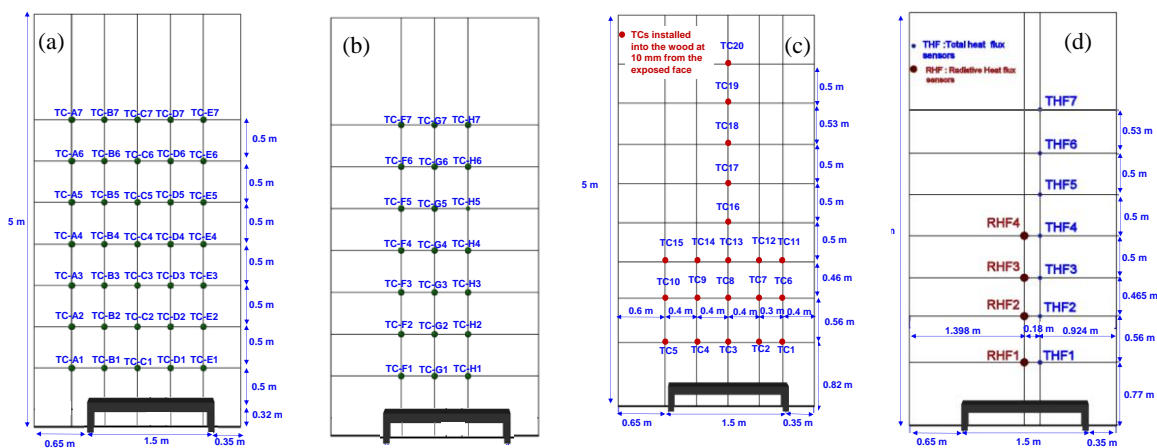 (a)
TC-A7 TC-B7 TC-C7 TC-D7 TC-E7
0.5 m
TC-A6 TC-B6 TC-C6 TC-D6 TC-E6
0.5 m
TC-A5 TC-B5 TC-C5 TC-D5 TC-E5
5 m
0.5 m
TC-A4 TC-B4 TC-C4 TC-D4 TC-E4
0.5 m
TC-A3 TC-B3 TC-C3 TC-D3 TC-E3
0.5 m
TC-A2 TC-B2 TC-C2 TC-D2 TC-E2
0.5 m
TC-A1 TC-B1 TC-C1 TC-D1 TC-E1
0.5 m
0.32 m
0.65 m 1.5 m 0.35 m
(b)
TC-F7 TC-G7 TC-H7
TC-F6 TC-G6 TC-H6
TC-F5 TC-G5 TC-H5
TC-F4 TC-G4 TC-H4
TC-F3 TC-G3 TC-H3
TC-F2 TC-G2 TC-H2
TC-F1 TC-G1 TC-H1
(c)
TCs installed
into the wood at
10 mm from the
exposed face
TC20
0.5 m
TC19
0.53 m
TC18
0.5 m
TC17
5 m
0.5 m
TC16
0.5 m
TC15 TC14 TC13 TC12 TC11
0.46 m
TC10 TC9 TC8 TC7 TC6
0.6 m 0.4 m 0.4 m 0.4 m 0.3 m 0.4 m
0.56 m
TC5 TC4 TC3 TC2 TC1
0.82 m
0.6 m 1.5 m 0.4 m
(d)
THF :Total heat flux
sensors
RHF : Radiative Heat flux
sensors
THF7
0.53 m
THF6
0.5 m
THF5
0.5 m
RHF4 THF4
m
0.5 m
RHF3 THF3
0.465 m
RHF2 THF2
1.398 m 0.18 m 0.924 m
0.56 m
RHF1 THF1
0.77 m
0.65 m 1.5 m 0.35 m